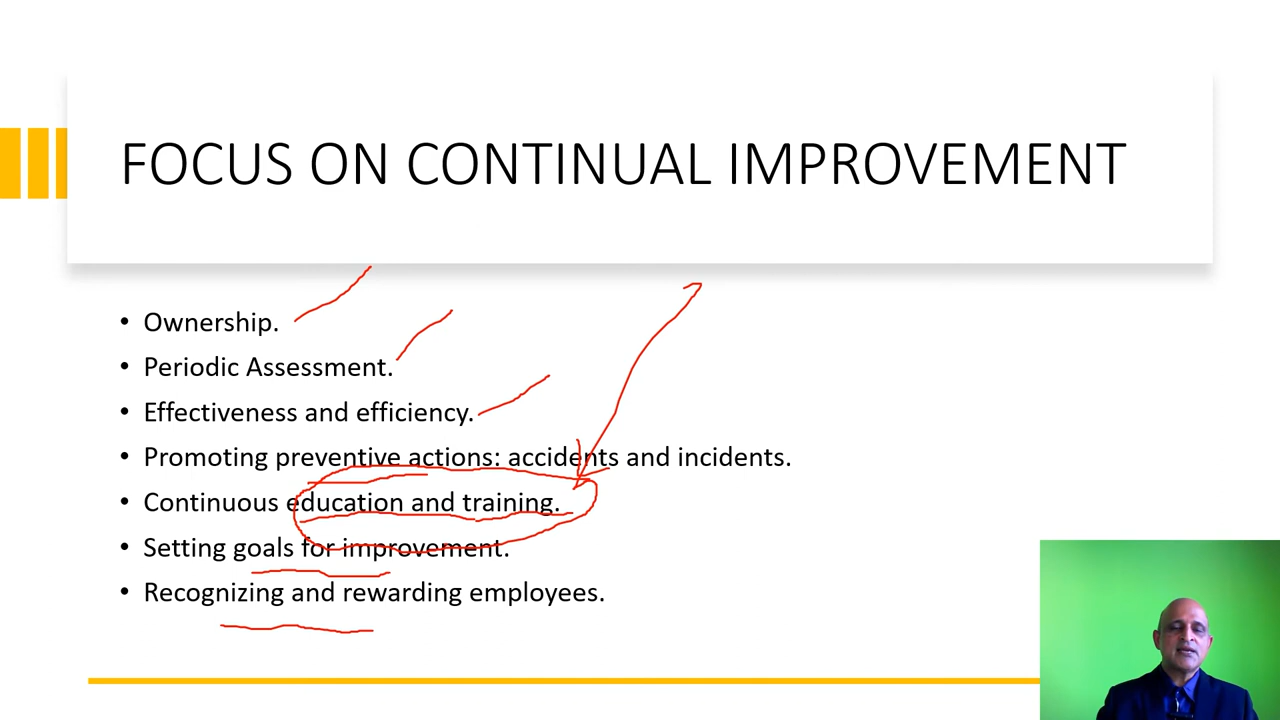 FOCUS ON CONTINUAL IMPROVEMENT
• Ownership.
• Periodic Assessment.
• Effectiveness and efficiency.
• Promoting preventive actions: accidents and incidents.
• Continuous education and training.
• Setting goals for improvement.
• Recognizing and rewarding employees.